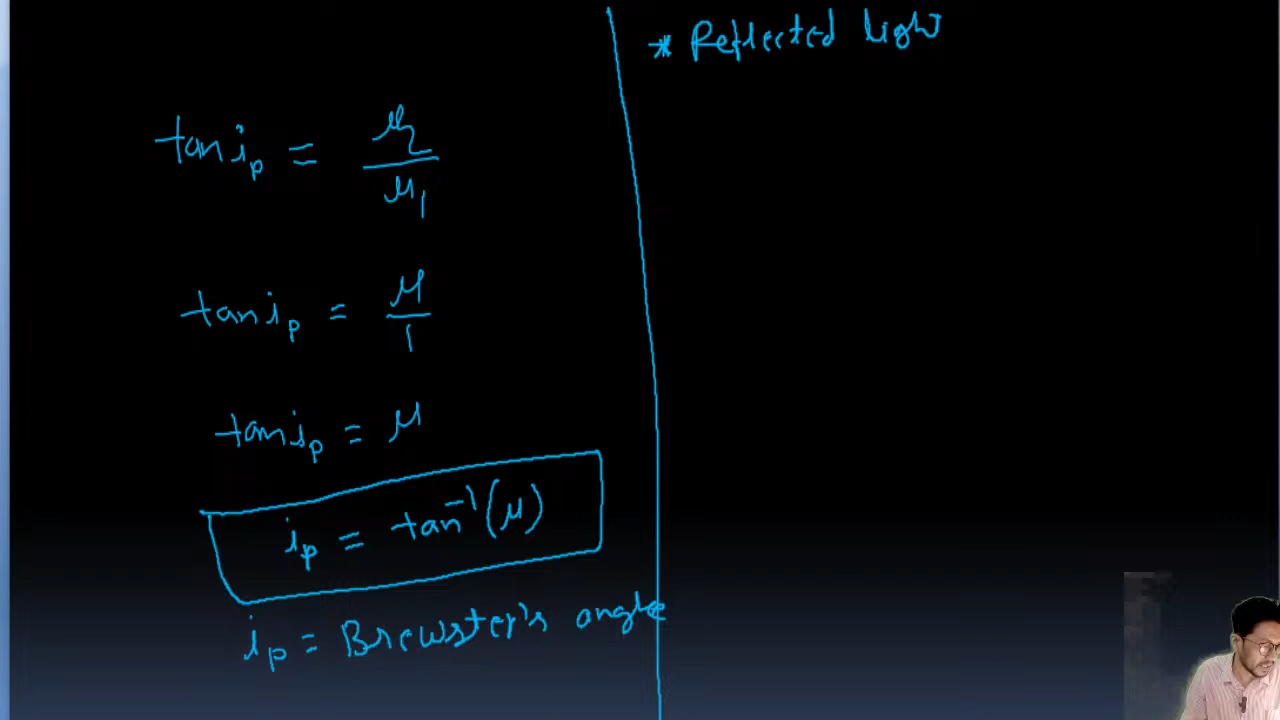 tan i_p = μ₂/μ₁
tan i_p = μ/1
tan i_p = μ
i_p = tan⁻¹(μ)
i_p = Brewster's angle
* Reflected light